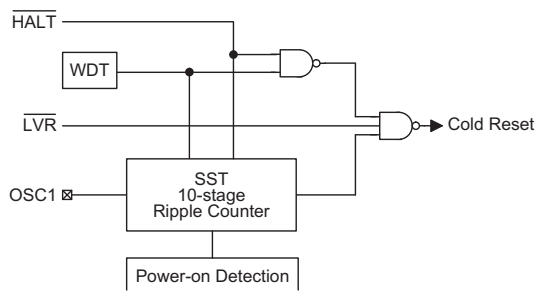 HALT
WDT
LVR
Cold Reset
SST
10-stage
Ripple Counter
OSC1
Power-on Detection